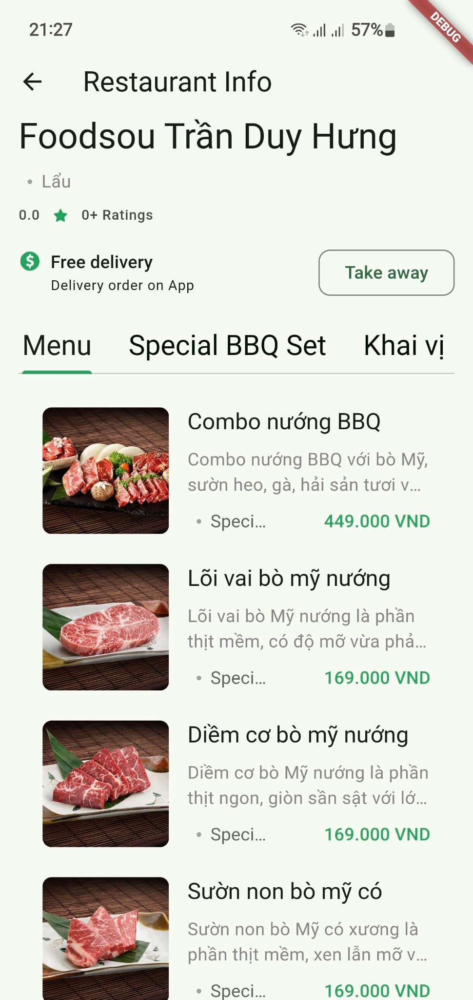 21:27
57%
DEBUG
Restaurant Info
Foodsou Trần Duy Hưng
• Lẩu
0.0 0+ Ratings
Free delivery
Delivery order on App
Take away
Menu Special BBQ Set Khai vị
Combo nướng BBQ
Combo nướng BBQ với bò Mỹ,
sườn heo, gà, hải sản tươi v...
• Speci... 449.000 VND
Lõi vai bò mỹ nướng
Lõi vai bò Mỹ nướng là phần
thịt mềm, có độ mỡ vừa phả...
• Speci... 169.000 VND
Diềm cơ bò mỹ nướng
Diềm cơ bò Mỹ nướng là phần
thịt ngon, giòn sần sật với lớ...
• Speci... 169.000 VND
Sườn non bò mỹ có
Sườn non bò Mỹ có xương là
phần thịt mềm, xen lẫn mỡ v...
• Speci... 169.000 VND